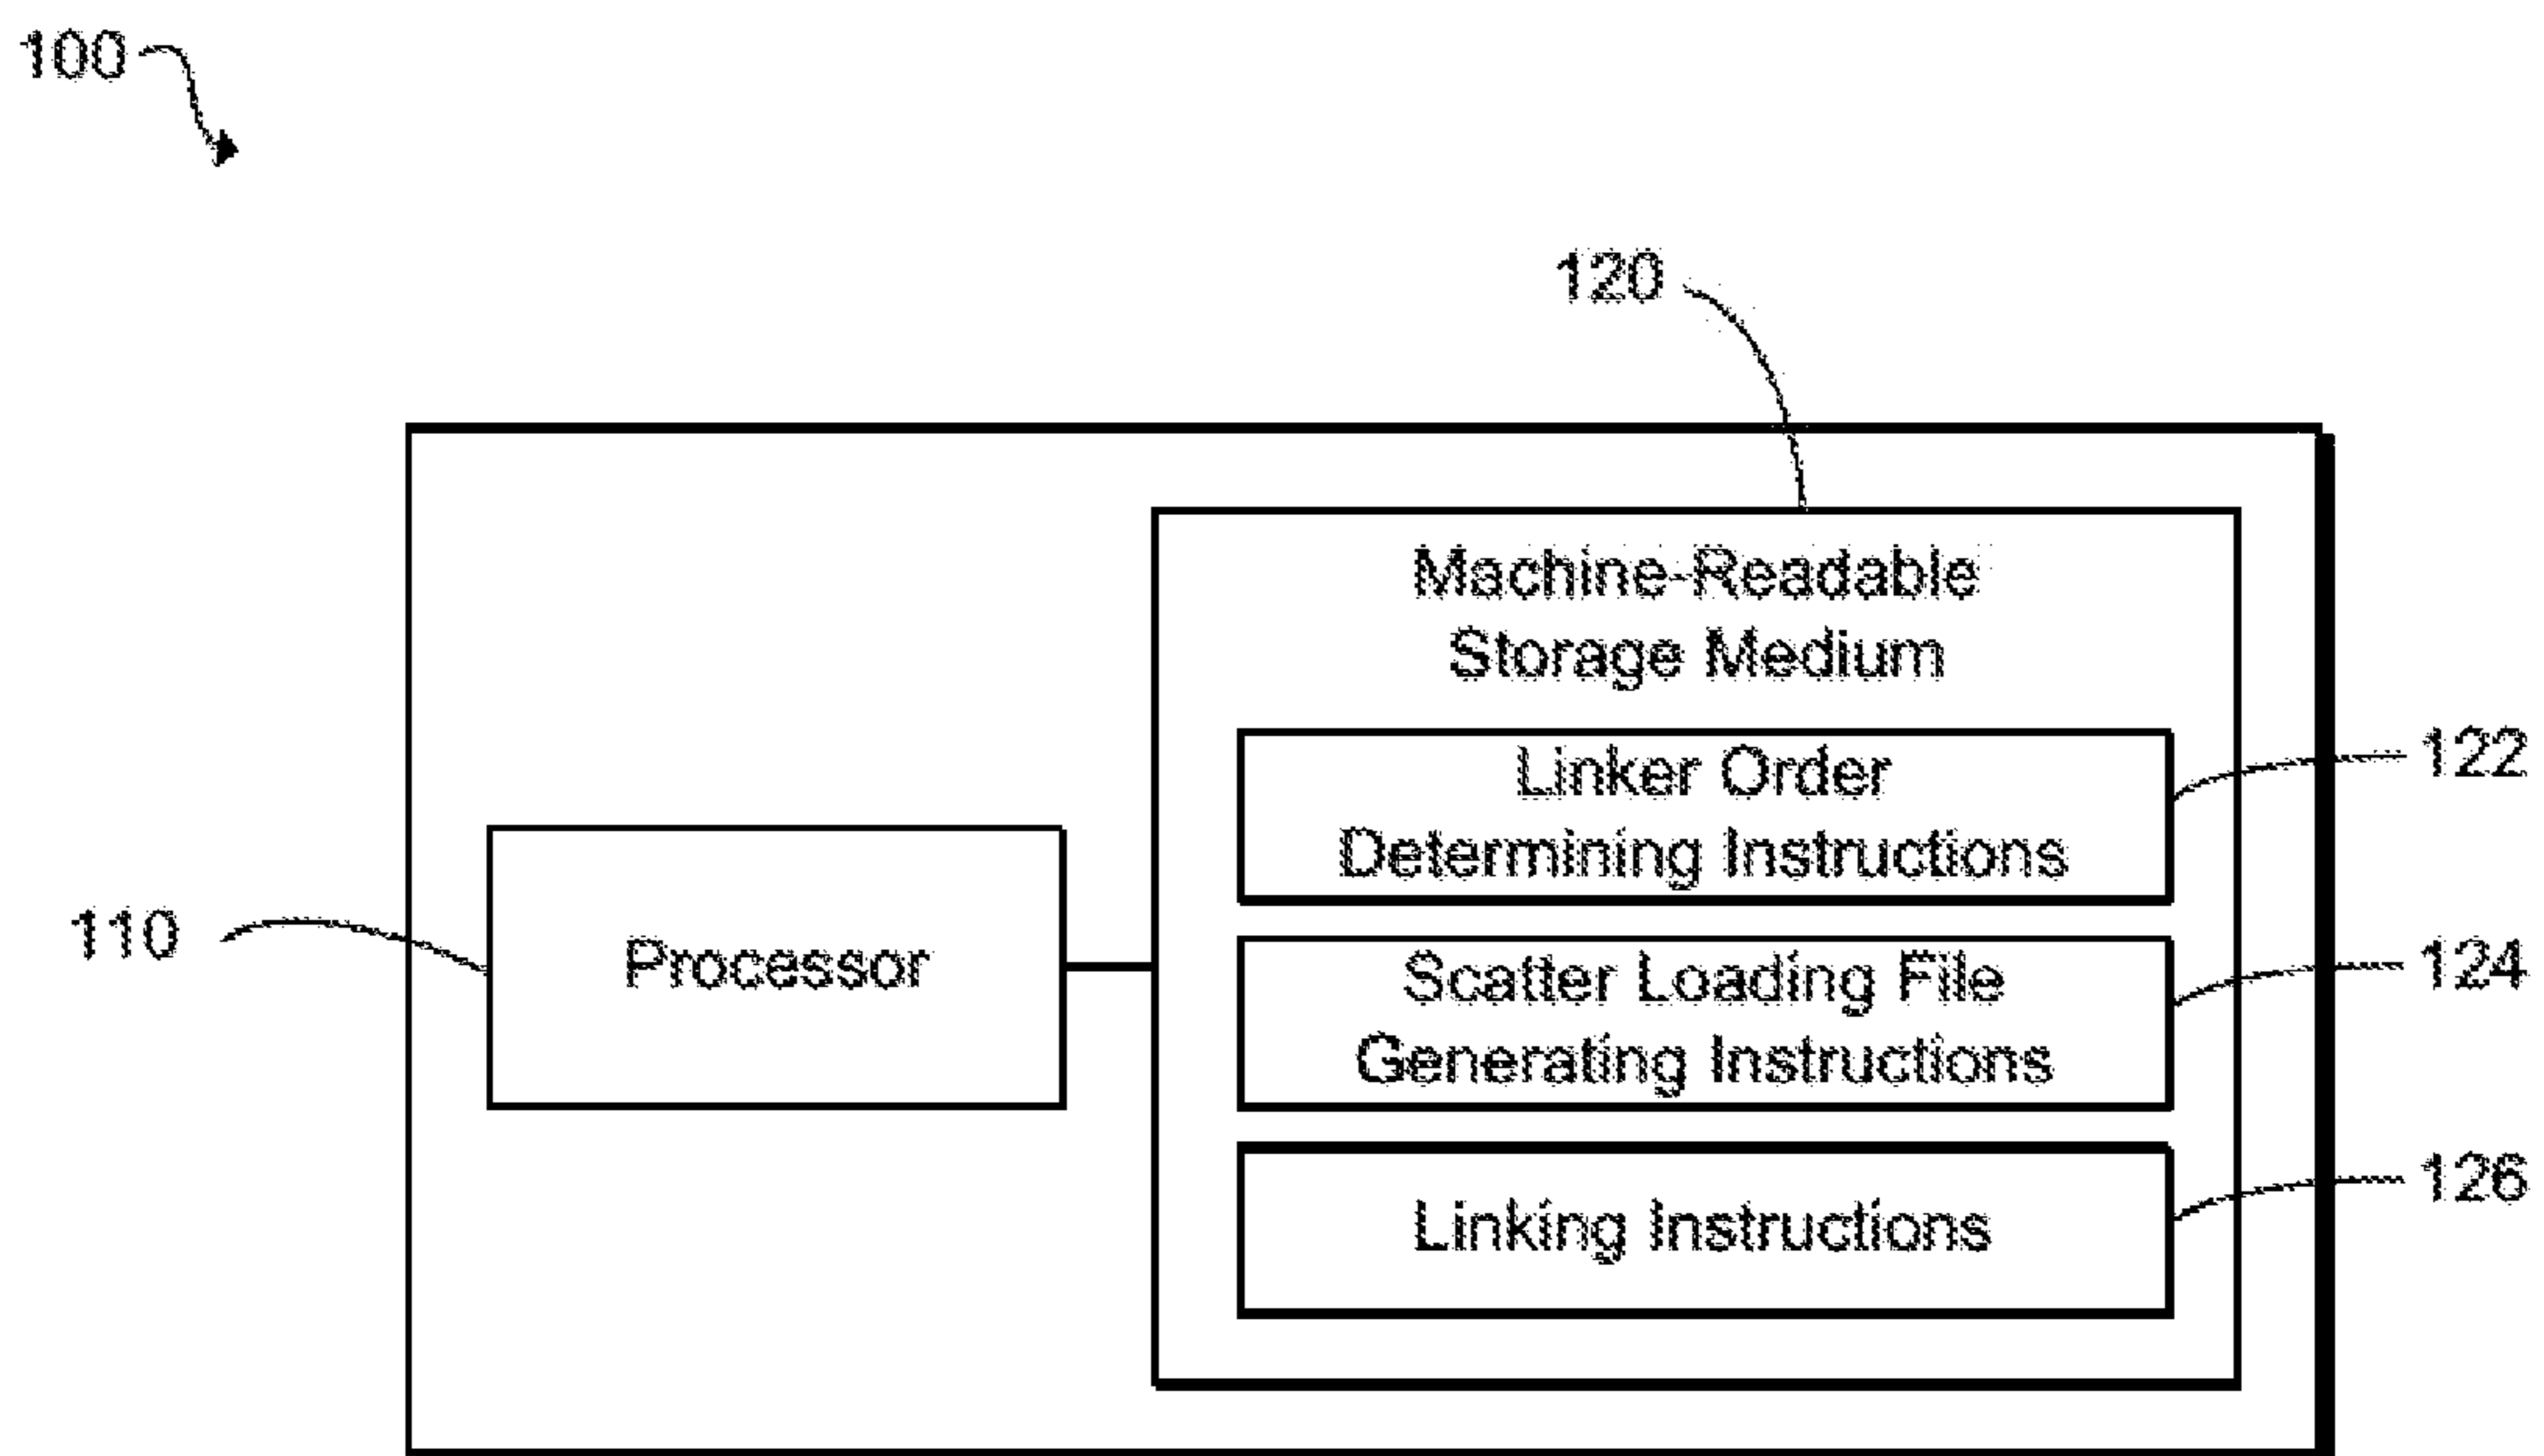 100
120
Machine-Readable
Storage Medium
Linker Order
Determining Instructions
122
110
Processor
Scatter Loading File
Generating Instructions
124
Linking Instructions
126